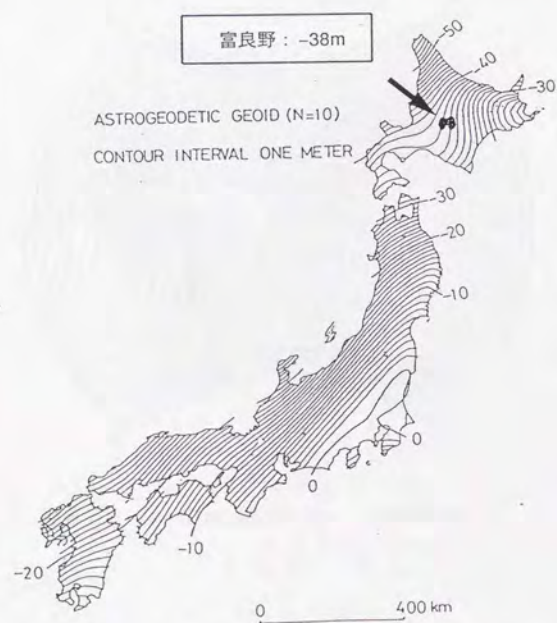 富良野：-38m
-50
-40
-30
ASTROGEODETIC GEOID (N=10)
CONTOUR INTERVAL ONE METER
-30
-20
-10
0
0
-10
-20
0 400 km